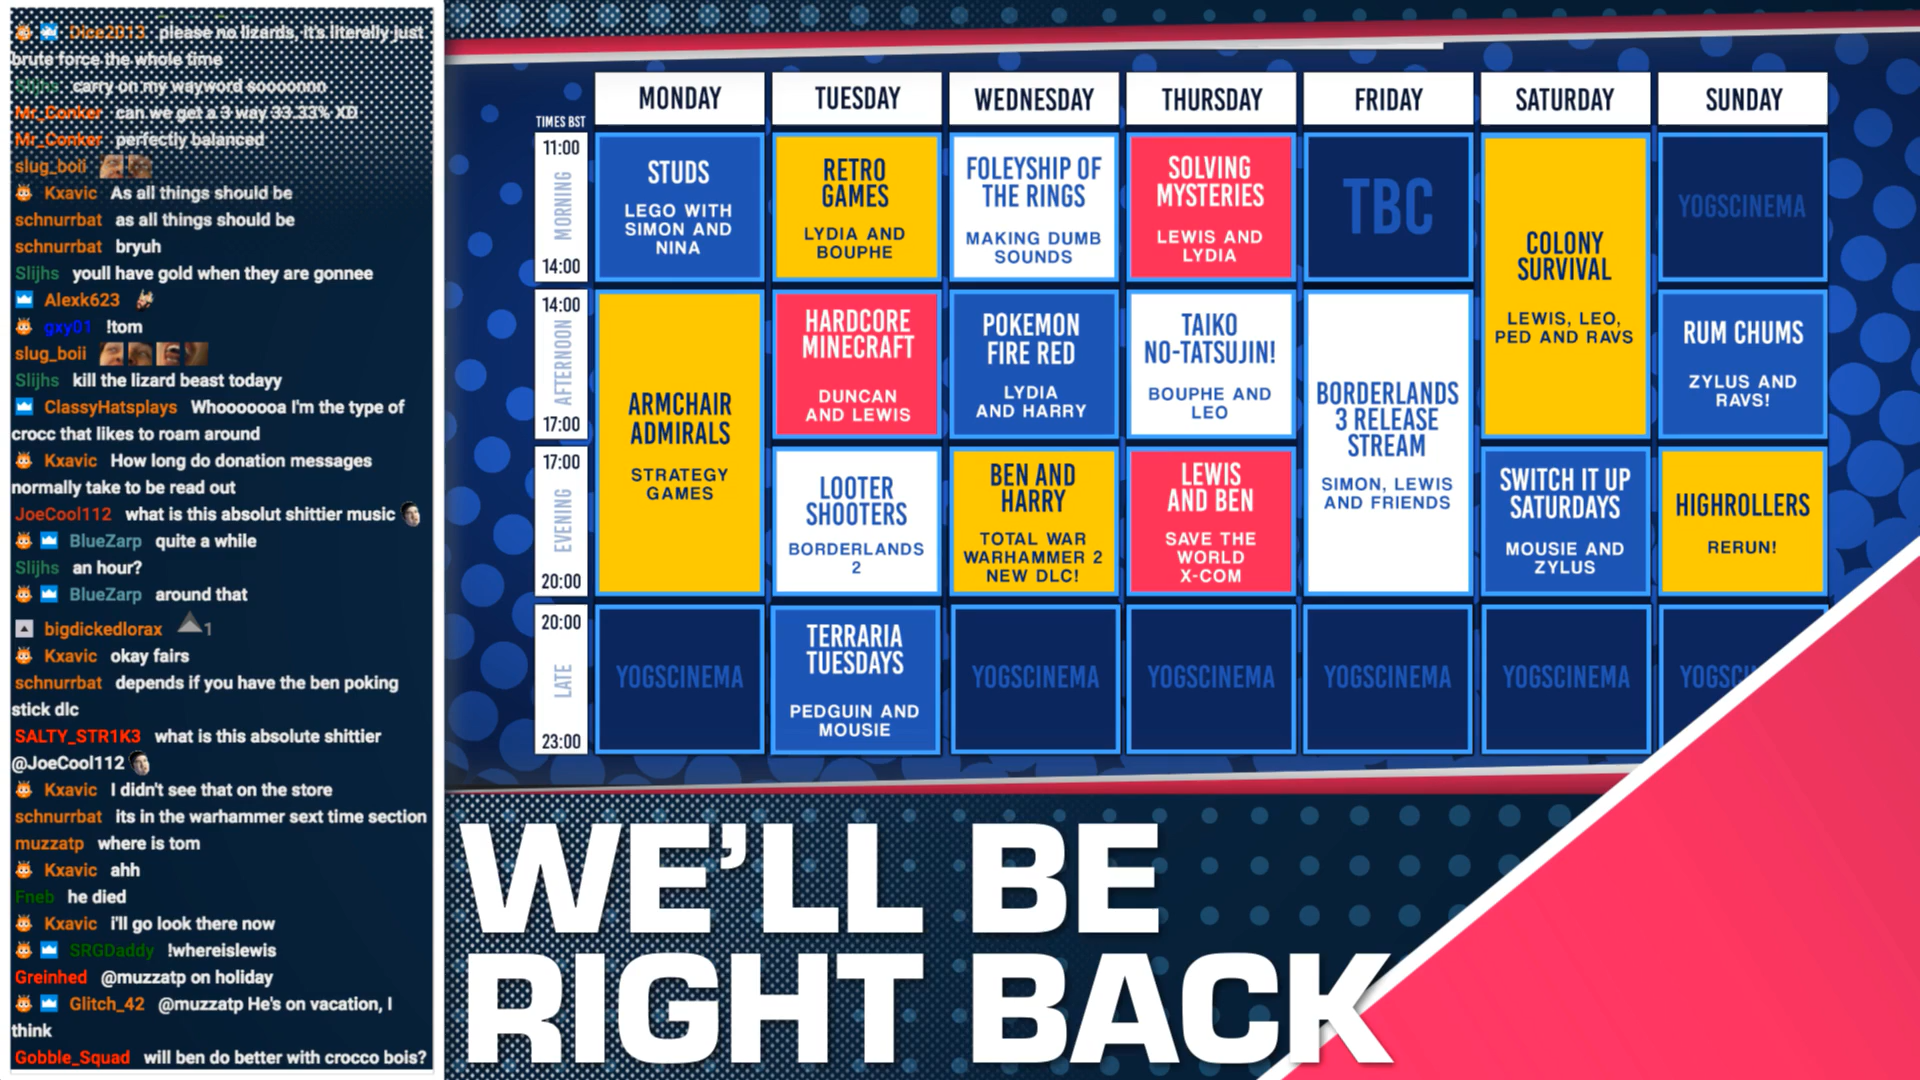 Dice2013 please no lizards, it's literally just
brute force the whole time
Slijhs carry on my wayword soooonnn
Mr_Conker can we get a 3 way 33.33% XD
Mr_Conker perfectly balanced
slug_boii
Kxavic As all things should be
schnurrbat as all things should be
schnurrbat bryuh
Slijhs youll have gold when they are gonnee
Alexk623
gxy01 !tom
slug_boii
Slijhs kill the lizard beast todayy
ClassyHatsplays Whooooooa I'm the type of
crocc that likes to roam around
Kxavic How long do donation messages
normally take to be read out
JoeCool112 what is this absolut shittier music
BlueZarp quite a while
Slijhs an hour?
BlueZarp around that
bigdickedlorax 1
Kxavic okay fairs
schnurrbat depends if you have the ben poking
stick dlc
SALTY_STR1K3 what is this absolute shittier
@JoeCool112
Kxavic I didn't see that on the store
schnurrbat its in the warhammer sext time section
muzzatp where is tom
Kxavic ahh
Fneb he died
Kxavic i'll go look there now
SRGDaddy !whereislewis
Greinhed @muzzatp on holiday
Glitch_42 @muzzatp He's on vacation, I
think
Gobble_Squad will ben do better with crocco bois?
TIMES BST
MONDAY
TUESDAY
WEDNESDAY
THURSDAY
FRIDAY
SATURDAY
SUNDAY
11:00
MORNING
14:00
STUDS
LEGO WITH
SIMON AND
NINA
RETRO
GAMES
LYDIA AND
BOUPHE
FOLEYSHIP OF
THE RINGS
MAKING DUMB
SOUNDS
SOLVING
MYSTERIES
LEWIS AND
LYDIA
TBC
COLONY
SURVIVAL
LEWIS, LEO,
PED AND RAVS
YOGSCINEMA
14:00
AFTERNOON
17:00
ARMCHAIR
ADMIRALS
STRATEGY
GAMES
HARDCORE
MINECRAFT
DUNCAN
AND LEWIS
POKEMON
FIRE RED
LYDIA
AND HARRY
TAIKO
NO-TATSUJIN!
BOUPHE AND
LEO
BORDERLANDS
3 RELEASE
STREAM
SIMON, LEWIS
AND FRIENDS
RUM CHUMS
ZYLUS AND
RAVS!
17:00
EVENING
20:00
LOOTER
SHOOTERS
BORDERLANDS
2
BEN AND
HARRY
TOTAL WAR
WARHAMMER 2
NEW DLC!
LEWIS
AND BEN
SAVE THE
WORLD
X-COM
SWITCH IT UP
SATURDAYS
MOUSIE AND
ZYLUS
HIGHROLLERS
RERUN!
20:00
LATE
23:00
YOGSCINEMA
TERRARIA
TUESDAYS
PEDGUIN AND
MOUSIE
YOGSCINEMA
YOGSCINEMA
YOGSCINEMA
YOGSCINEMA
YOGSC
WE'LL BE
RIGHT BACK